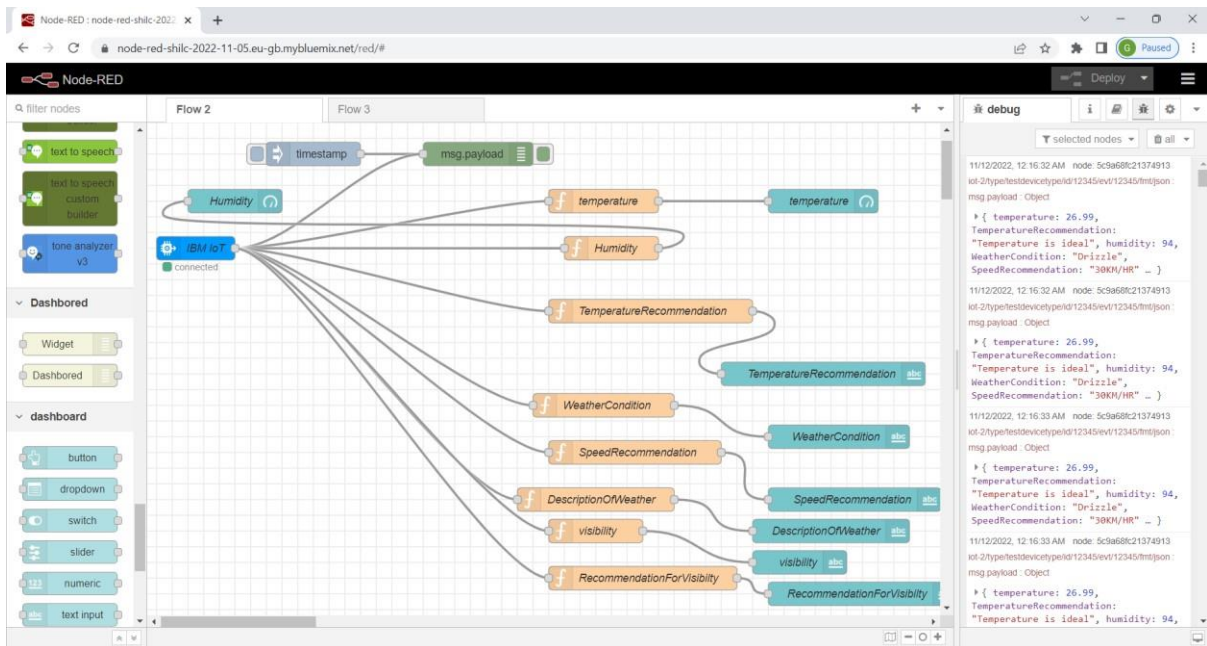 Node-RED : node-red-shilc-2022
node-red-shilc-2022-11-05.eu-gb.mybluemix.net/red/#
G Paused
Node-RED
Deploy
filter nodes
text to speech
text to speech
custom
builder
tone analyzer
v3
Dashbored
Widget
Dashbored
dashboard
button
dropdown
switch
slider
numeric
text input
Flow 2
Flow 3
timestamp
msg.payload
Humidity
temperature
temperature
IBM IoT
connected
Humidity
TemperatureRecommendation
TemperatureRecommendation
WeatherCondition
WeatherCondition
SpeedRecommendation
SpeedRecommendation
DescriptionOfWeather
DescriptionOfWeather
visibility
visibility
RecommendationForVisiblity
RecommendationForVisiblity
debug
selected nodes
all
11/12/2022, 12:16:32 AM node: 5c9a68fc21374913
iot-2/type/testdevicetype/id/12345/evt/12345/fmt/json :
msg.payload : Object
{ temperature: 26.99,
TemperatureRecommendation:
"Temperature is ideal", humidity: 94,
WeatherCondition: "Drizzle",
SpeedRecommendation: "30KM/HR" … }
11/12/2022, 12:16:32 AM node: 5c9a68fc21374913
iot-2/type/testdevicetype/id/12345/evt/12345/fmt/json :
msg.payload : Object
{ temperature: 26.99,
TemperatureRecommendation:
"Temperature is ideal", humidity: 94,
WeatherCondition: "Drizzle",
SpeedRecommendation: "30KM/HR" … }
11/12/2022, 12:16:33 AM node: 5c9a68fc21374913
iot-2/type/testdevicetype/id/12345/evt/12345/fmt/json :
msg.payload : Object
{ temperature: 26.99,
TemperatureRecommendation:
"Temperature is ideal", humidity: 94,
WeatherCondition: "Drizzle",
SpeedRecommendation: "30KM/HR" … }
11/12/2022, 12:16:33 AM node: 5c9a68fc21374913
iot-2/type/testdevicetype/id/12345/evt/12345/fmt/json :
msg.payload : Object
{ temperature: 26.99,
TemperatureRecommendation:
"Temperature is ideal", humidity: 94,